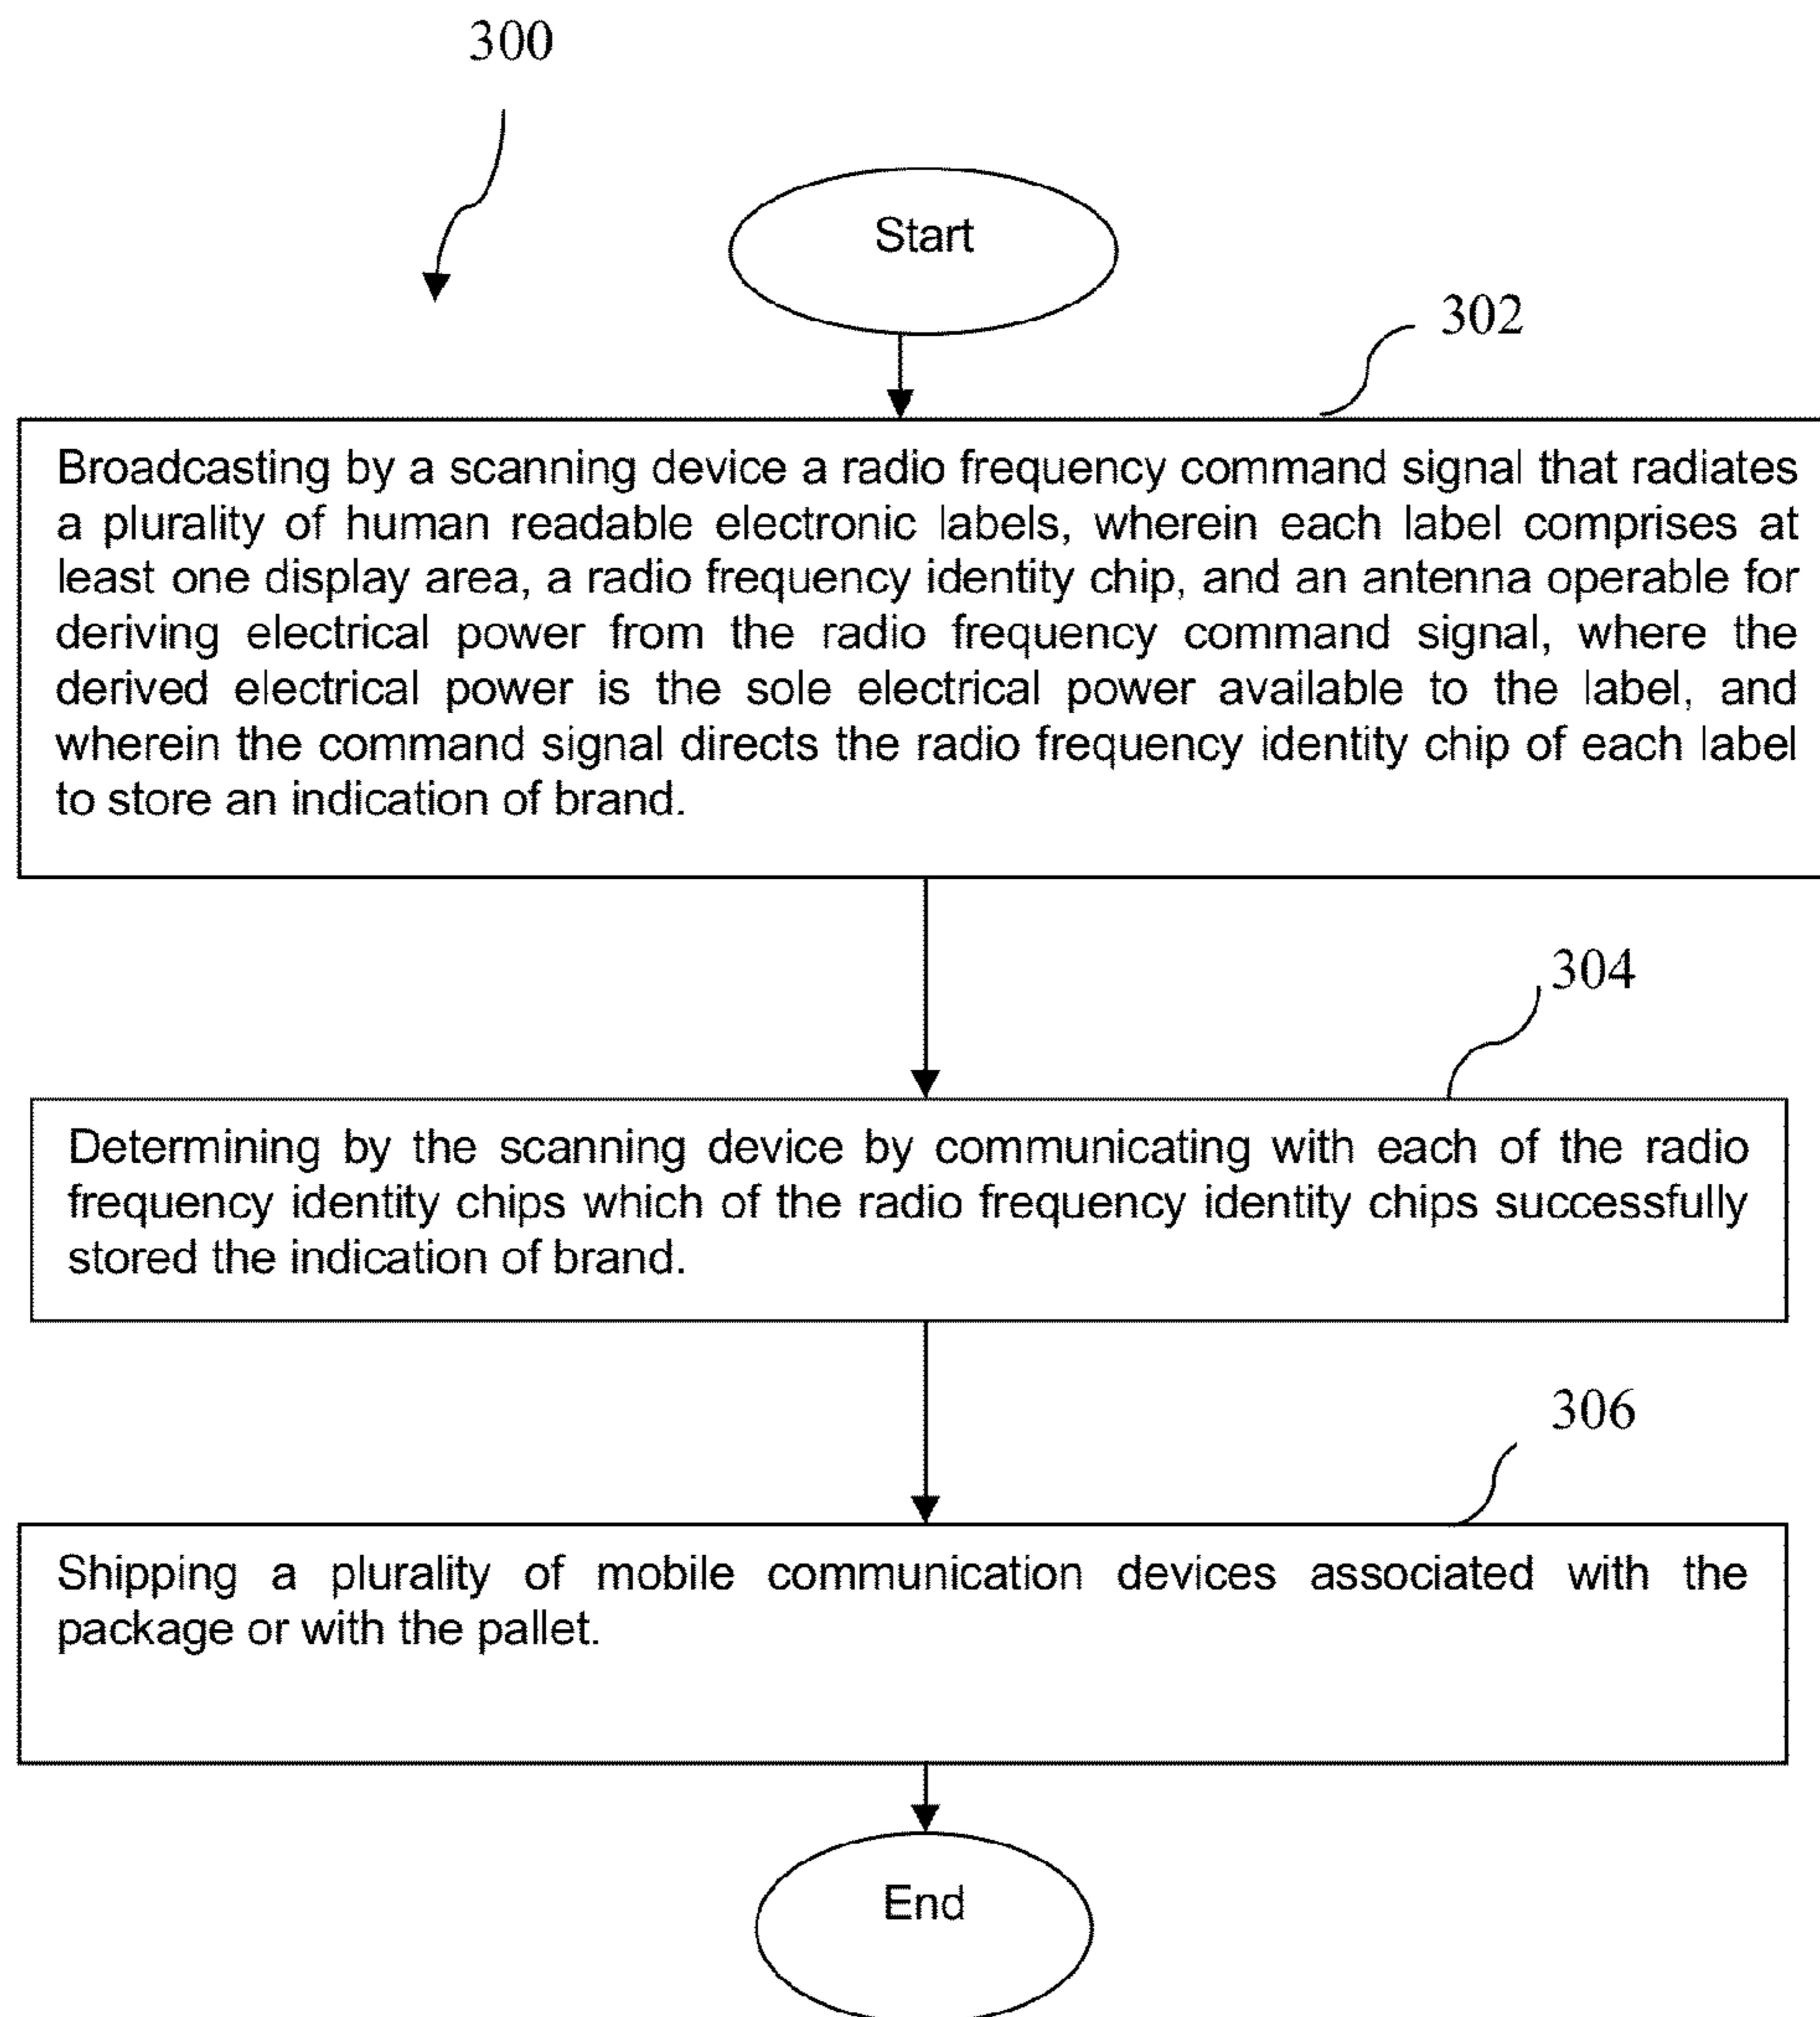 300
Start
302
Broadcasting by a scanning device a radio frequency command signal that radiates
a plurality of human readable electronic labels, wherein each label comprises at
least one display area, a radio frequency identity chip, and an antenna operable for
deriving electrical power from the radio frequency command signal, where the
derived electrical power is the sole electrical power available to the label, and
wherein the command signal directs the radio frequency identity chip of each label
to store an indication of brand.
304
Determining by the scanning device by communicating with each of the radio
frequency identity chips which of the radio frequency identity chips successfully
stored the indication of brand.
306
Shipping a plurality of mobile communication devices associated with the
package or with the pallet.
End